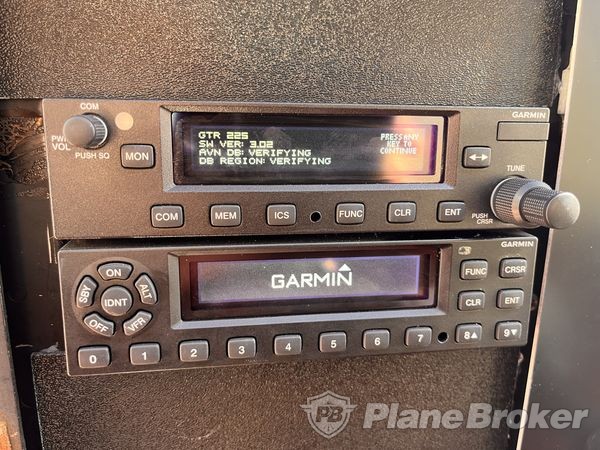 COM
GARMIN
PWR
VOL
PUSH SQ
MON
GTR 225
SW VER: 3.02
AVN DB: VERIFYING
DB REGION: VERIFYING
PRESS ANY
KEY TO
CONTINUE
TUNE
PUSH
CRSR
COM
MEM
ICS
FUNC
CLR
ENT
GARMIN
ON
SBY
ALT
IDNT
OFF
VFR
GARMIN
FUNC
CRSR
CLR
ENT
0
1
2
3
4
5
6
7
8
9
PB
PlaneBroker